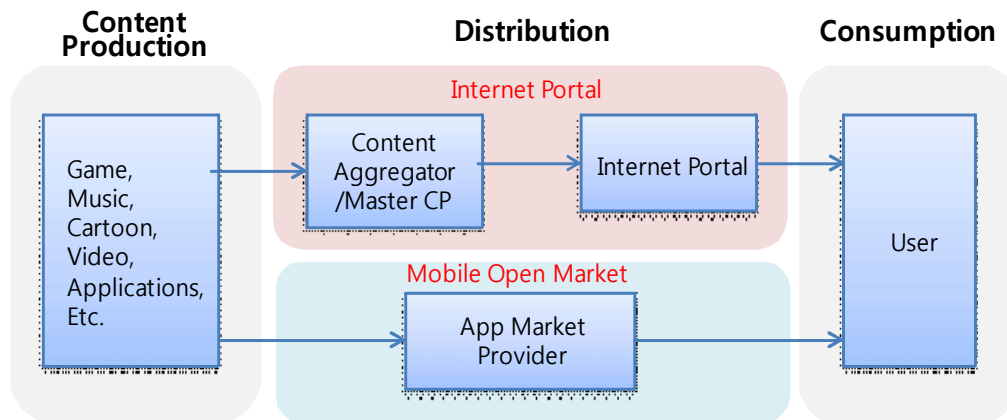 Content
Production
Distribution
Consumption
Internet Portal
Game,
Music,
Cartoon,
Video,
Applications,
Etc.
Content
Aggregator
/Master CP
Internet Portal
User
Mobile Open Market
App Market
Provider